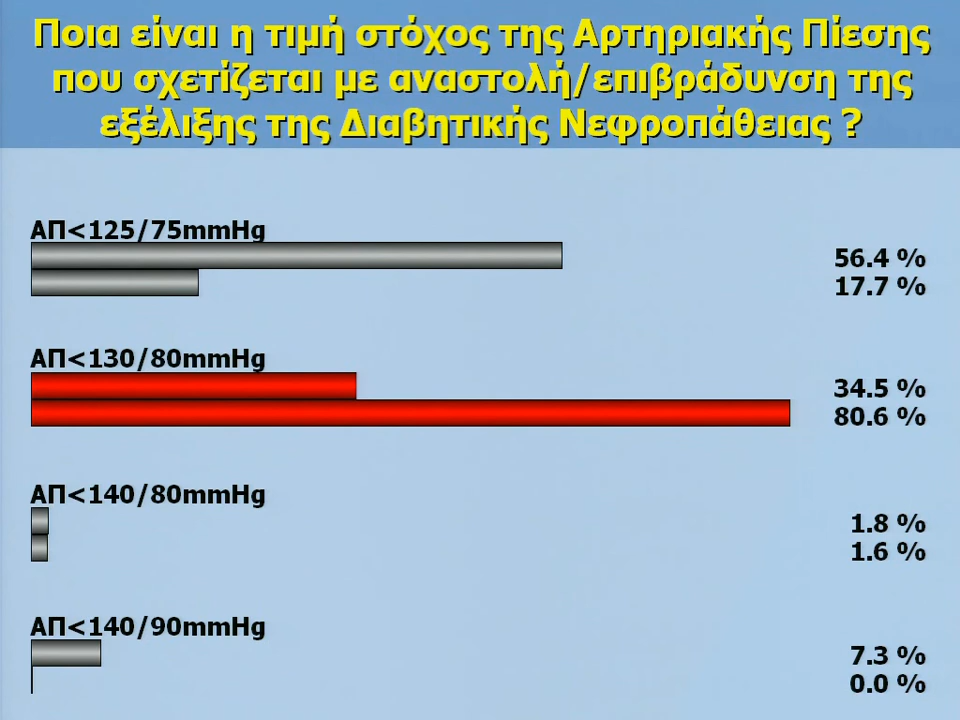 Ποια είναι η τιμή στόχος της Αρτηριακής Πίεσης
που σχετίζεται με αναστολή/επιβράδυνση της
εξέλιξης της Διαβητικής Νεφροπάθειας ?
ΑΠ<125/75mmHg
56.4 %
17.7 %
ΑΠ<130/80mmHg
34.5 %
80.6 %
ΑΠ<140/80mmHg
1.8 %
1.6 %
ΑΠ<140/90mmHg
7.3 %
0.0 %